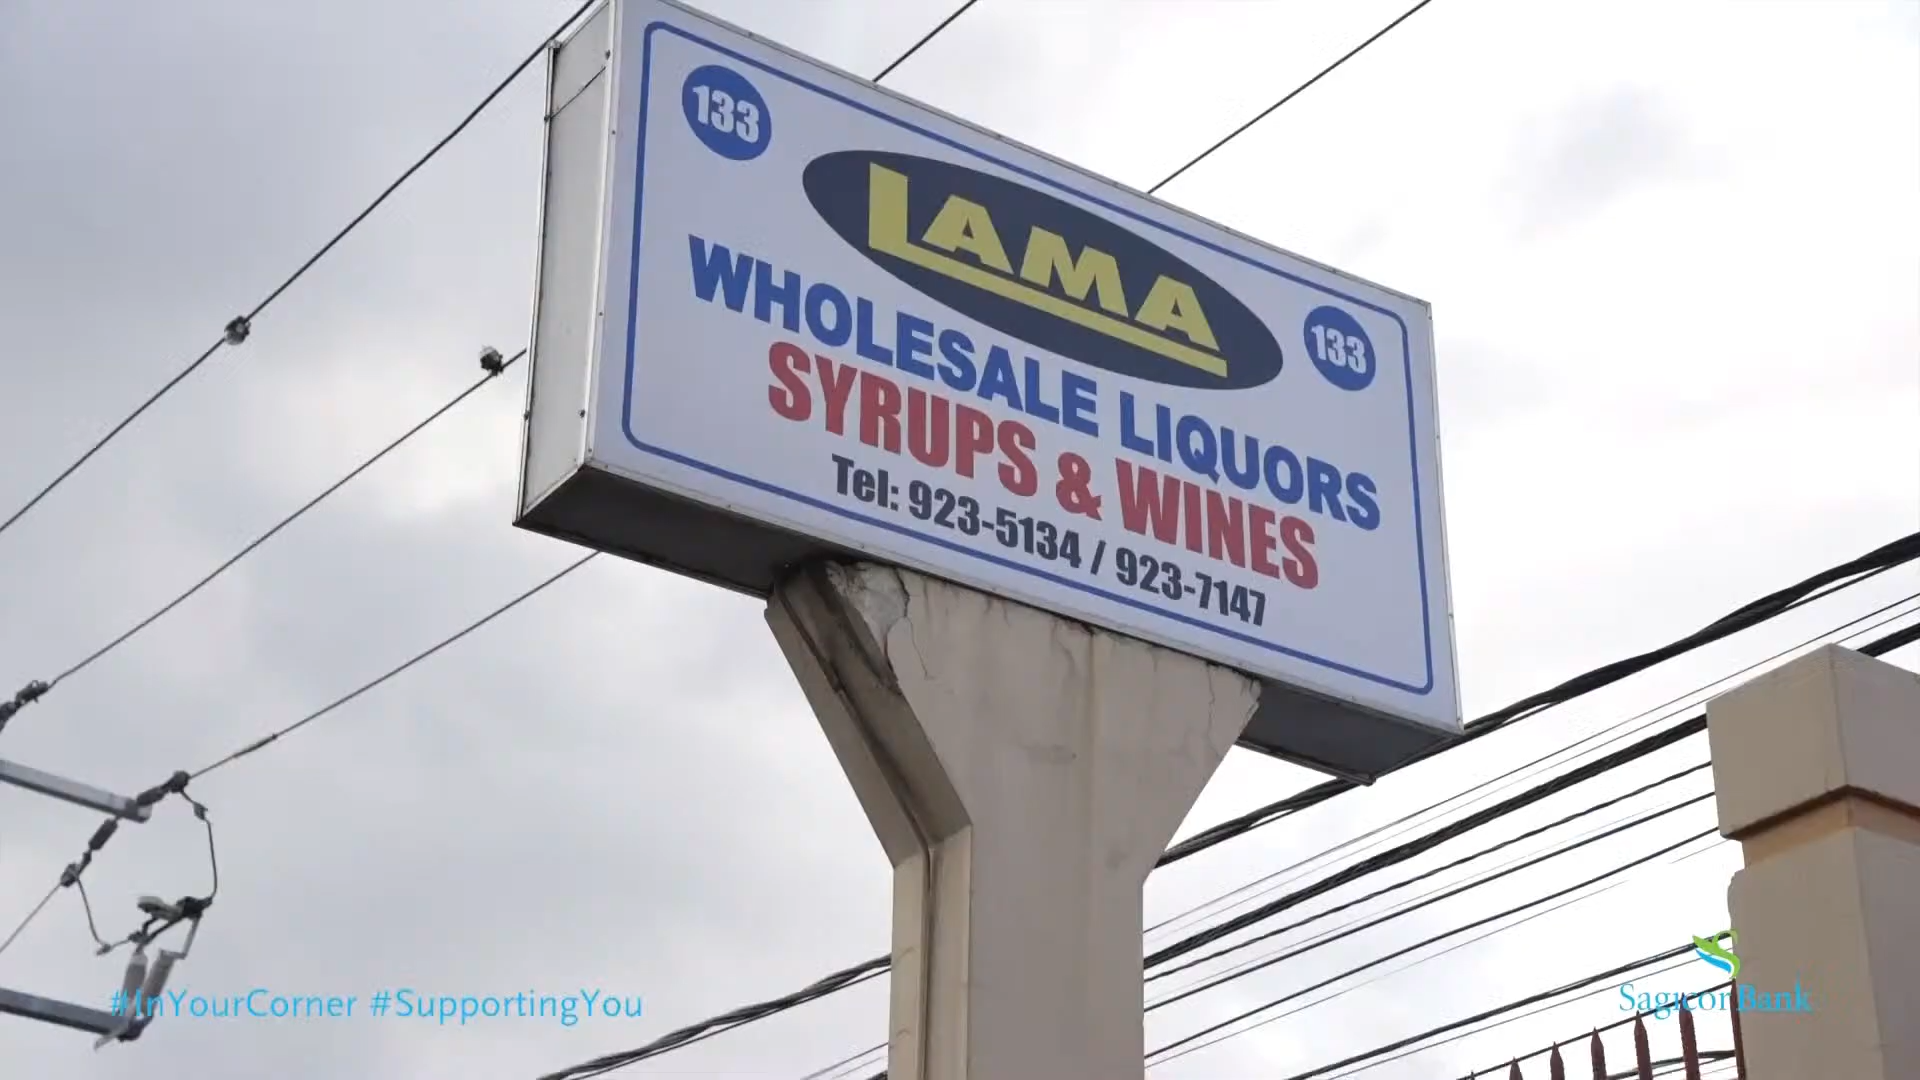 133
LAMA
133
WHOLESALE LIQUORS
SYRUPS & WINES
Tel: 923-5134 / 923-7147
#InYourCorner #SupportingYou
Sagicor Bank